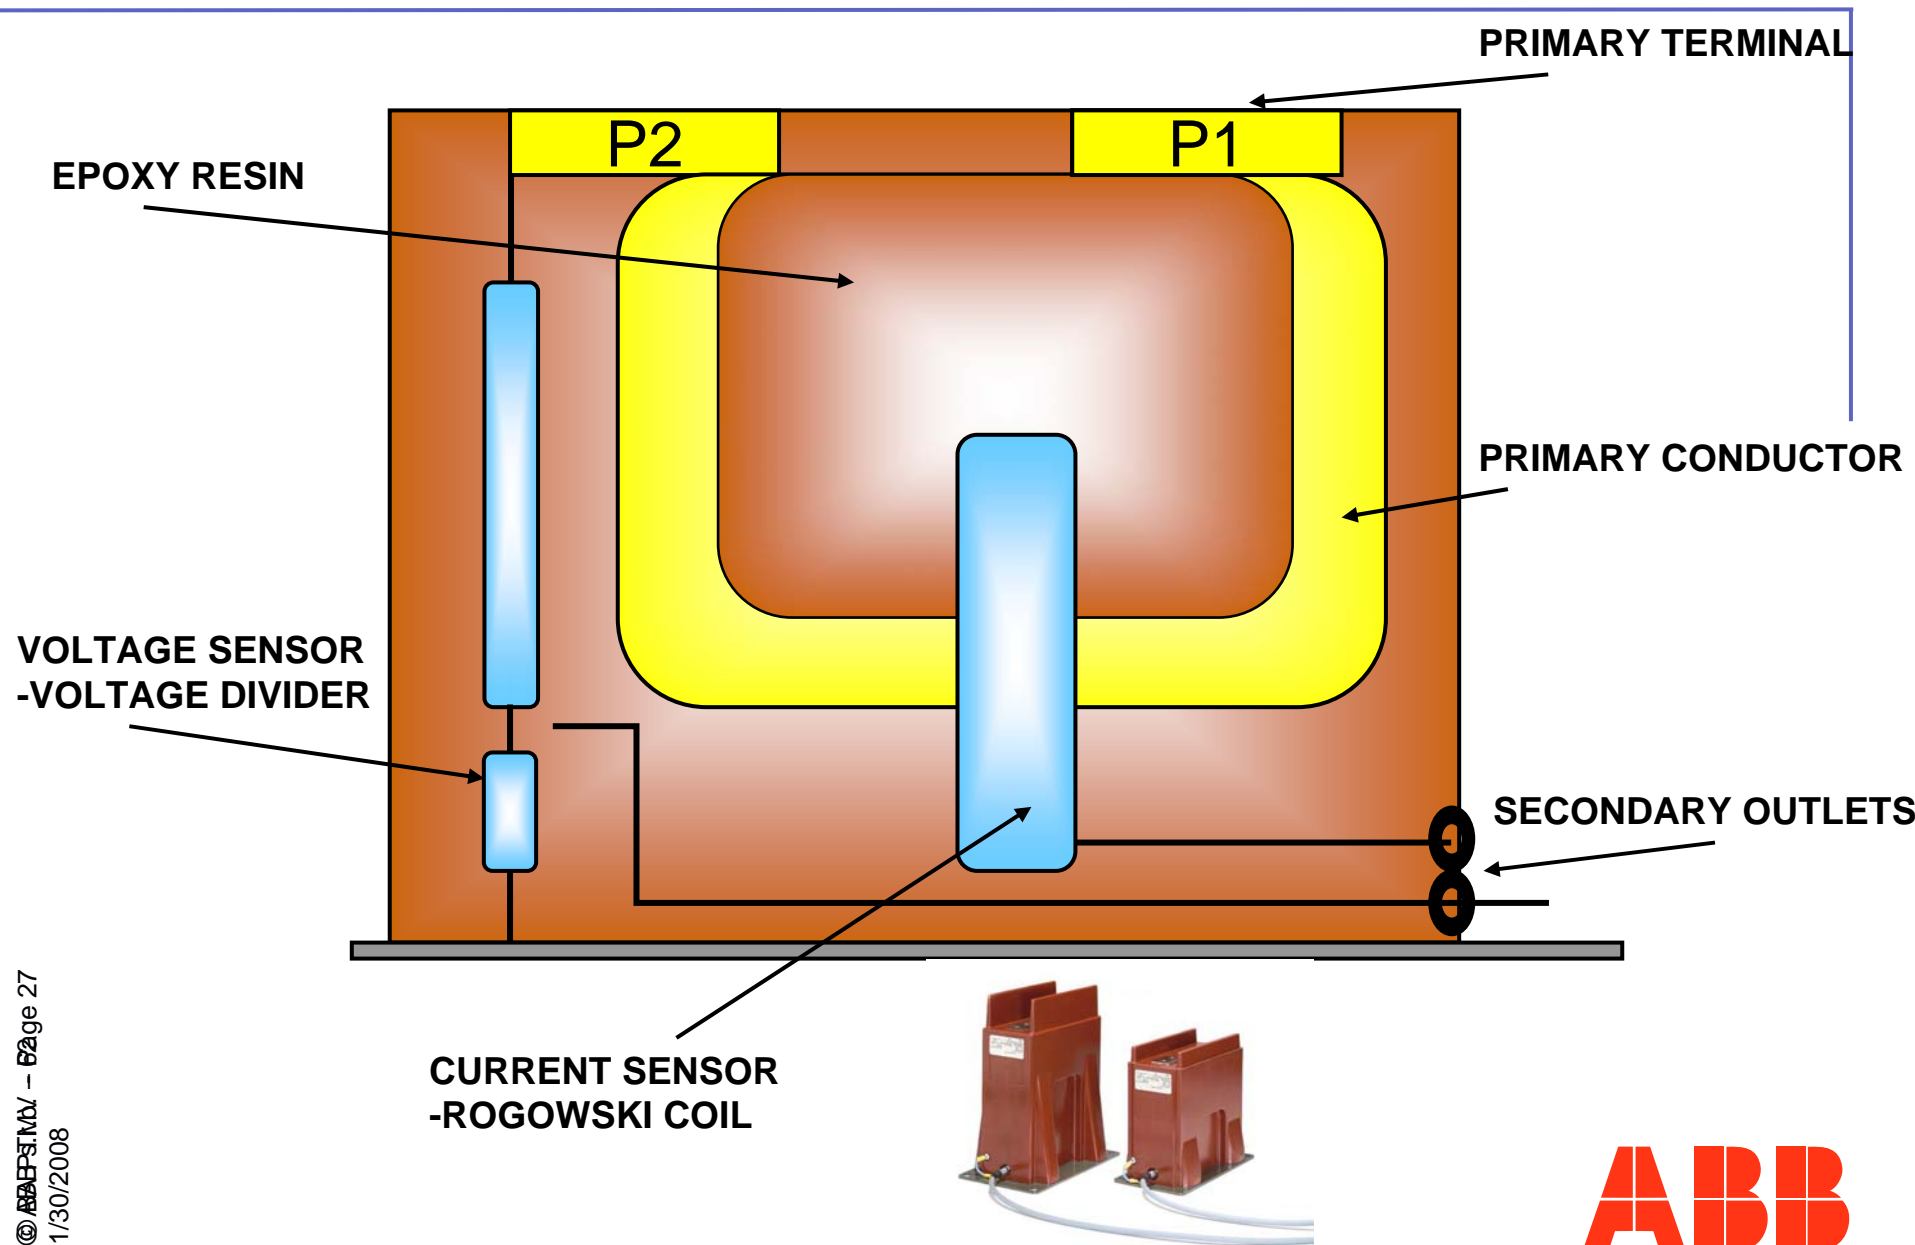 PRIMARY TERMINAL
P2
P1
EPOXY RESIN
PRIMARY CONDUCTOR
VOLTAGE SENSOR
-VOLTAGE DIVIDER
SECONDARY OUTLETS
CURRENT SENSOR
-ROGOWSKI COIL
27
1/30/2008
ABB